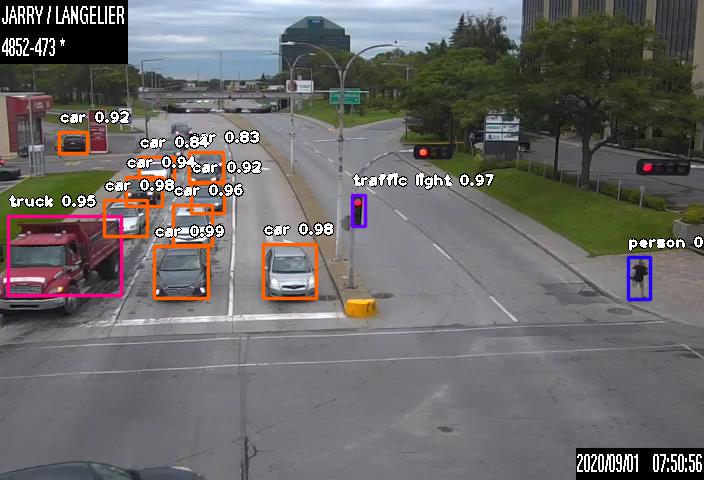 JARRY / LANGELIER
4852-473 *
car 0.92
car 0.83
car 0.84
car 0.94
car 0.92
car 0.98
car 0.96
traffic light 0.97
truck 0.95
car 0.99
car 0.98
person 0
2020/09/01 07:50:56